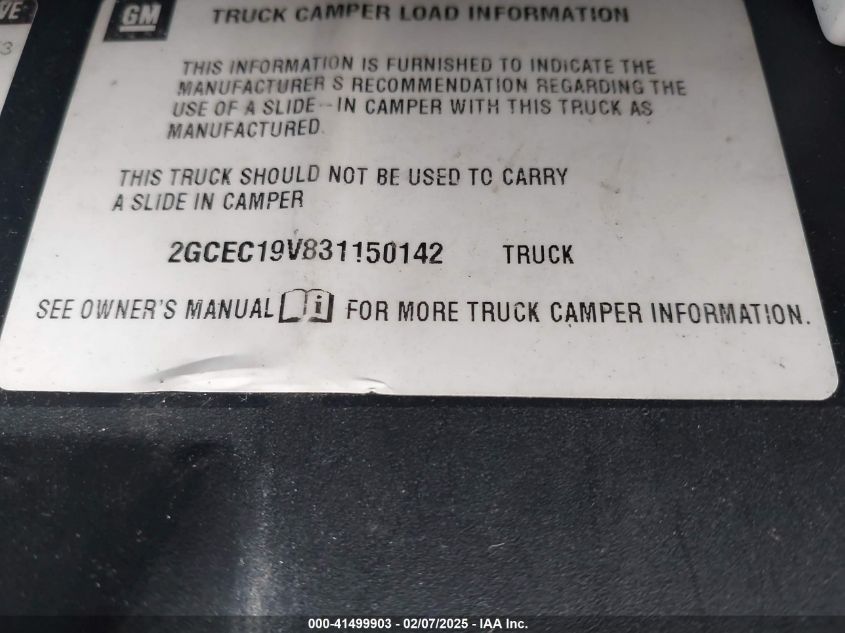 VE
3
GM
TRUCK CAMPER LOAD INFORMATION
THIS INFORMATION IS FURNISHED TO INDICATE THE
MANUFACTURER S RECOMMENDATION REGARDING THE
USE OF A SLIDE--IN CAMPER WITH THIS TRUCK AS
MANUFACTURED.
THIS TRUCK SHOULD NOT BE USED TO CARRY
A SLIDE IN CAMPER
2GCEC19V831150142 TRUCK
SEE OWNER'S MANUAL i FOR MORE TRUCK CAMPER INFORMATION.
000-41499903 / 02/07/2025 - IAA Inc.